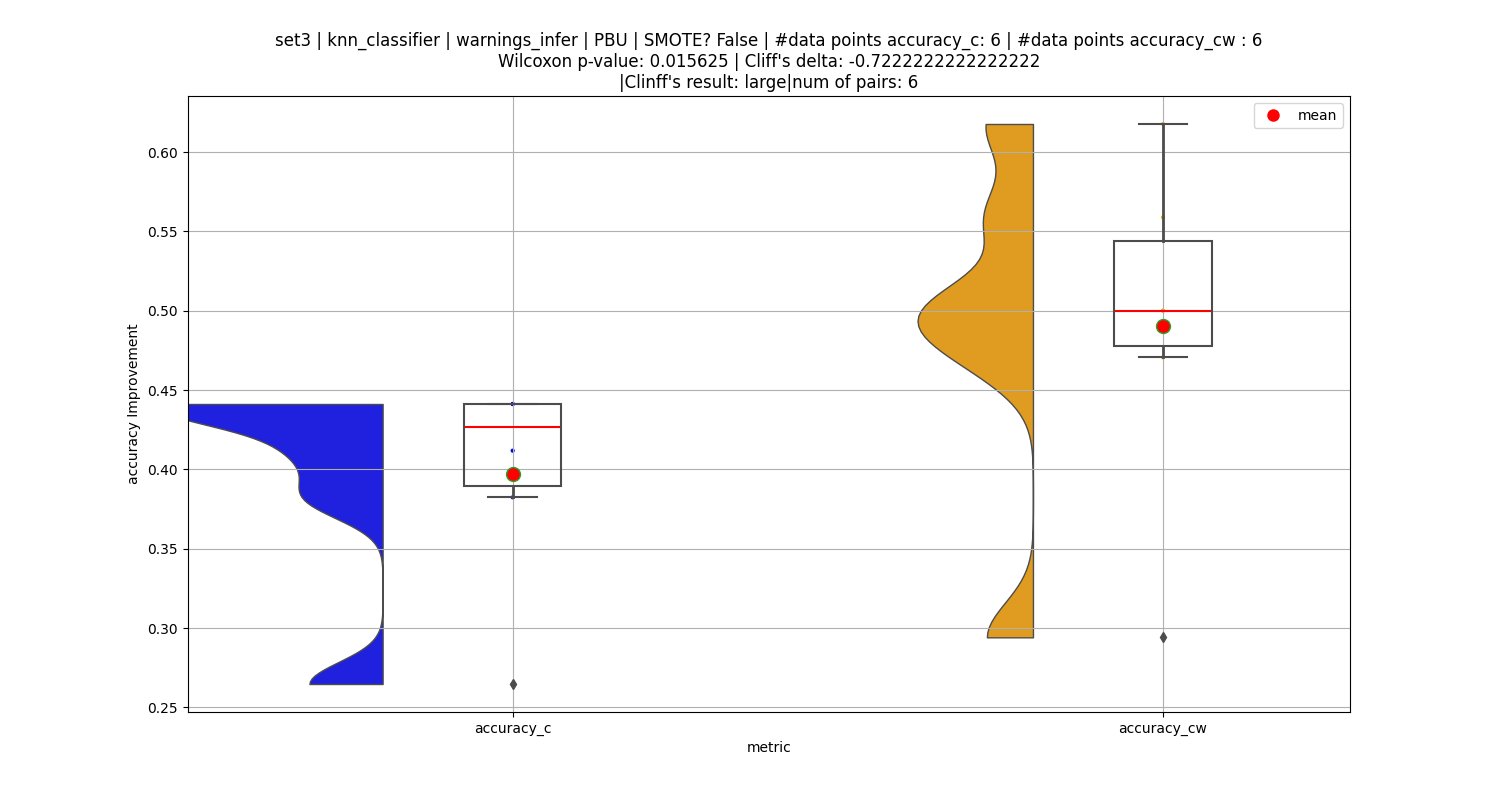 set3 | knn_classifier | warnings_infer | PBU | SMOTE? False | #data points accuracy_c: 6 | #data points accuracy_cw : 6
Wilcoxon p-value: 0.015625 | Cliff's delta: -0.7222222222222222
|Clinff's result: large|num of pairs: 6
mean
0.60
0.55
0.50
0.45
0.40
0.35
0.30
0.25
accuracy Improvement
accuracy_c
accuracy_cw
metric